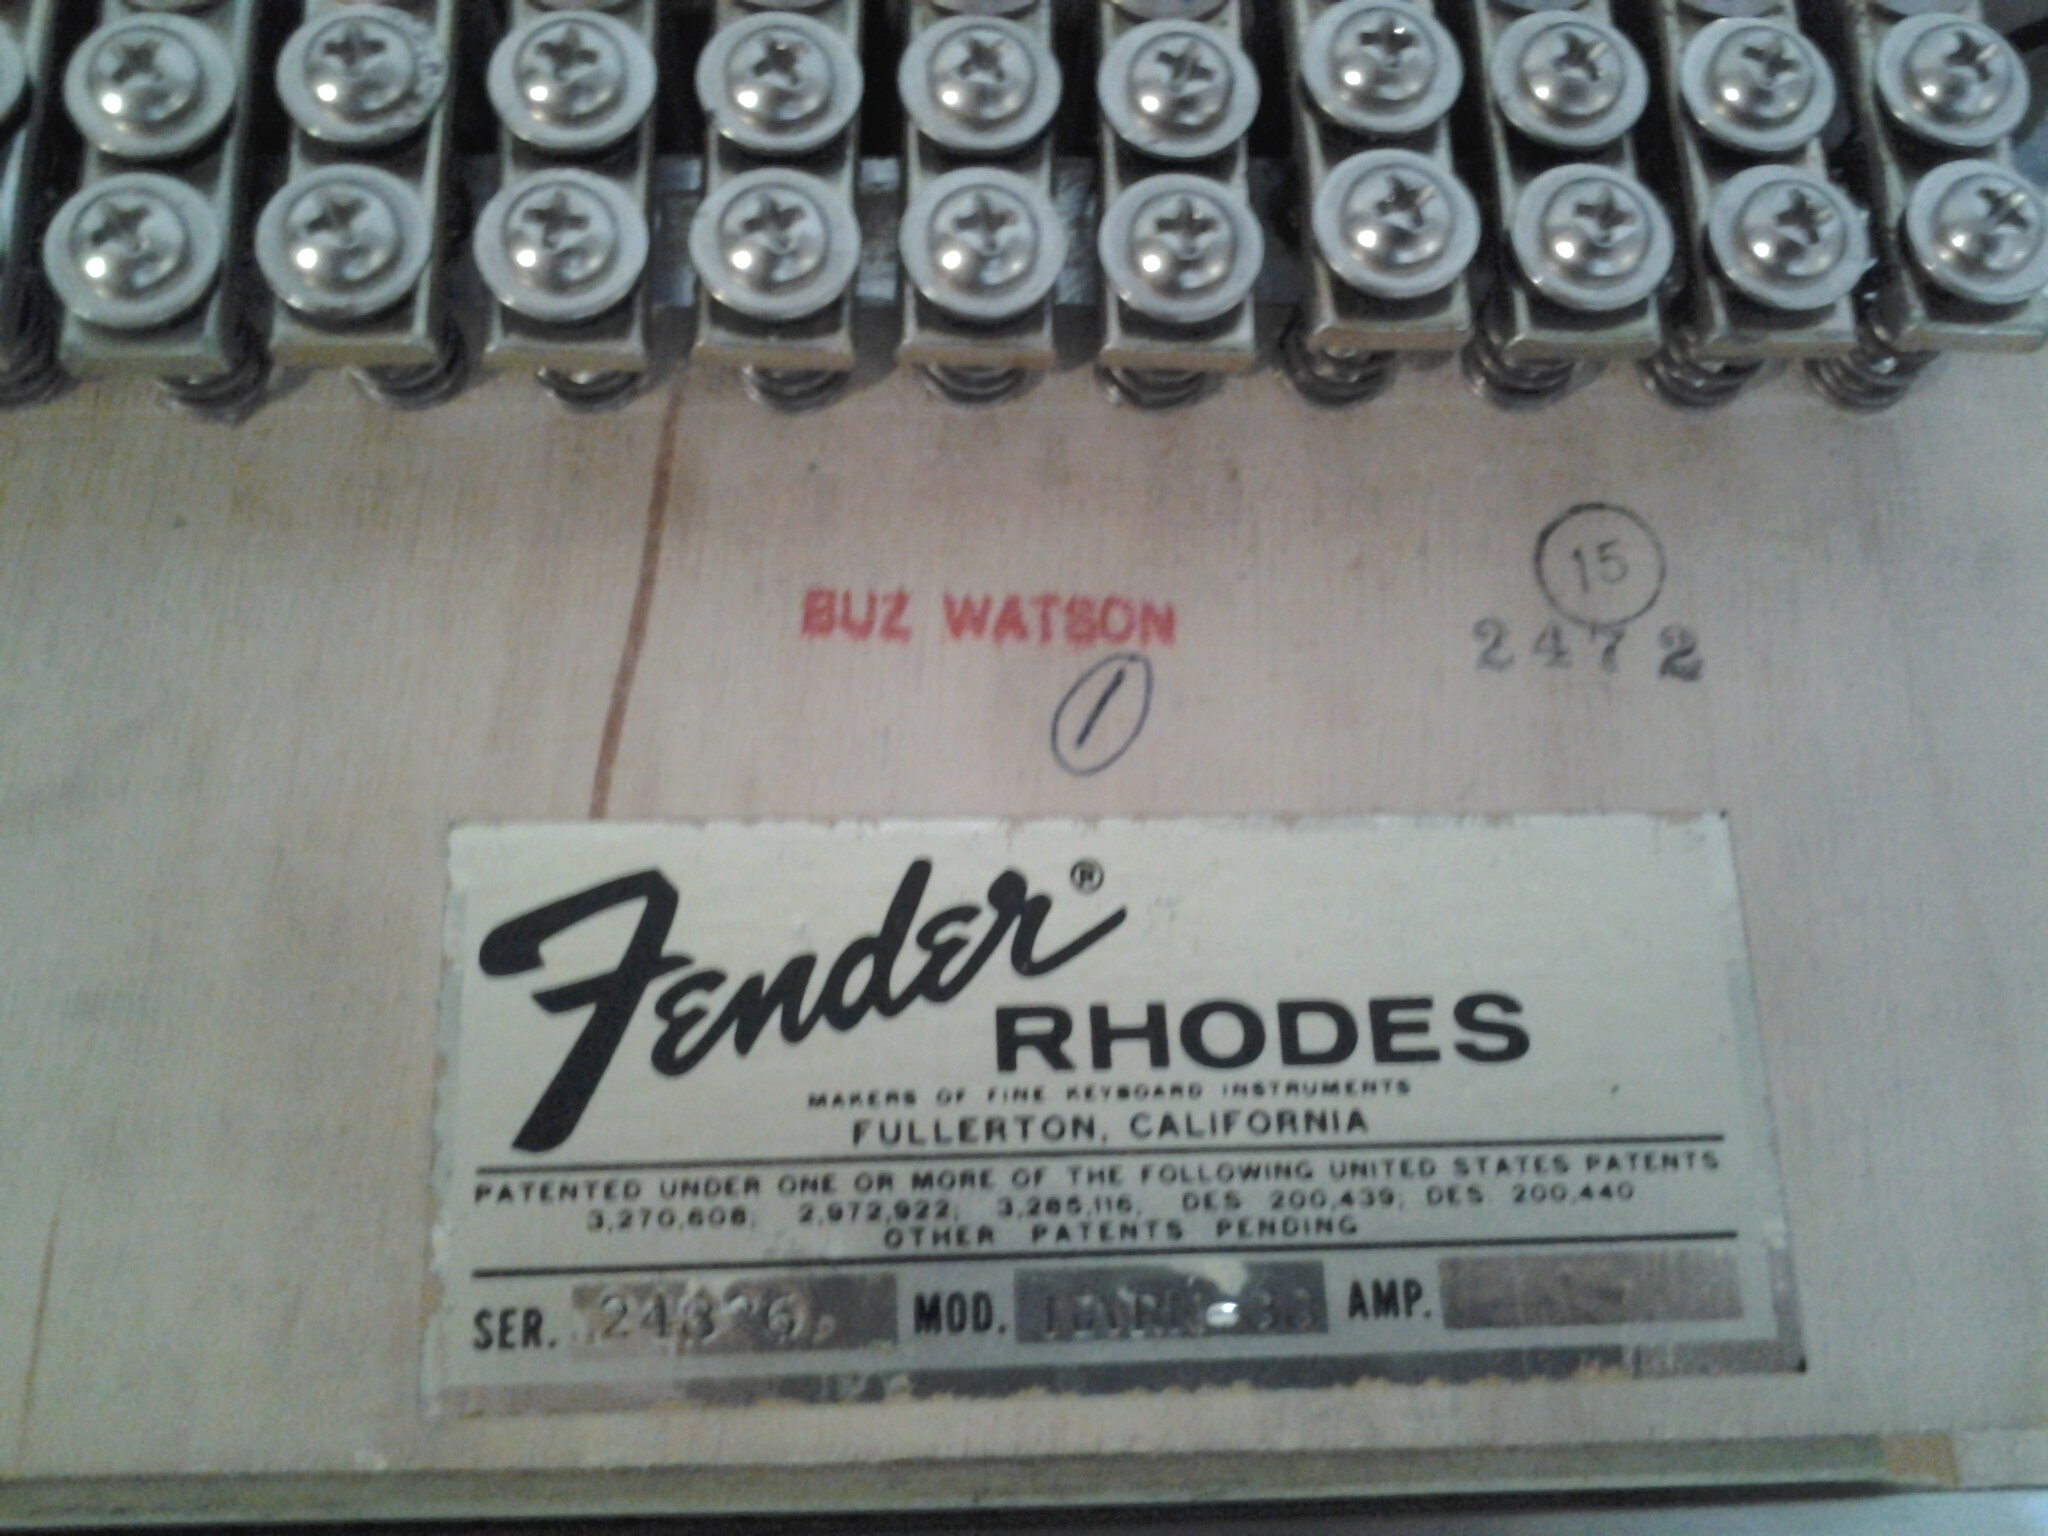 BUZ WATSON
1
15
2472
Fender®
RHODES
MAKERS OF FINE KEYBOARD INSTRUMENTS
FULLERTON, CALIFORNIA
PATENTED UNDER ONE OR MORE OF THE FOLLOWING UNITED STATES PATENTS
3,270,608; 2,972,922; 3,285,116, DES 200,439; DES 200,440
OTHER PATENTS PENDING
SER. MOD. AMP.